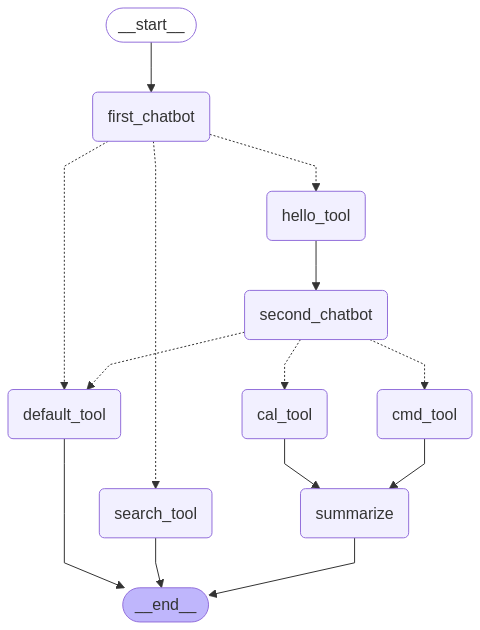 __start__
first_chatbot
hello_tool
second_chatbot
default_tool
cal_tool
cmd_tool
search_tool
summarize
__end__